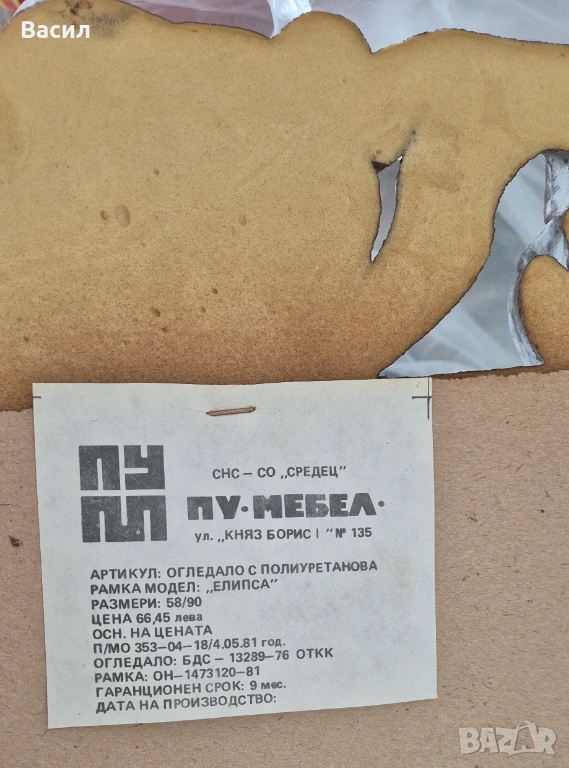 Васил
ПУ
ПЛ
СНС – СО „СРЕДЕЦ"
ПУ·МЕБЕЛ·
ул. „КНЯЗ БОРИС I " № 135
АРТИКУЛ: ОГЛЕДАЛО С ПОЛИУРЕТАНОВА
РАМКА МОДЕЛ: „ЕЛИПСА"
РАЗМЕРИ: 58/90
ЦЕНА 66,45 лева
ОСН. НА ЦЕНАТА
П/МО 353–04–18/4.05.81 год.
ОГЛЕДАЛО: БДС – 13289–76 ОТКК
РАМКА: ОН–1473120–81
ГАРАНЦИОНЕН СРОК: 9 мес.
ДАТА НА ПРОИЗВОДСТВО:
BAZAR